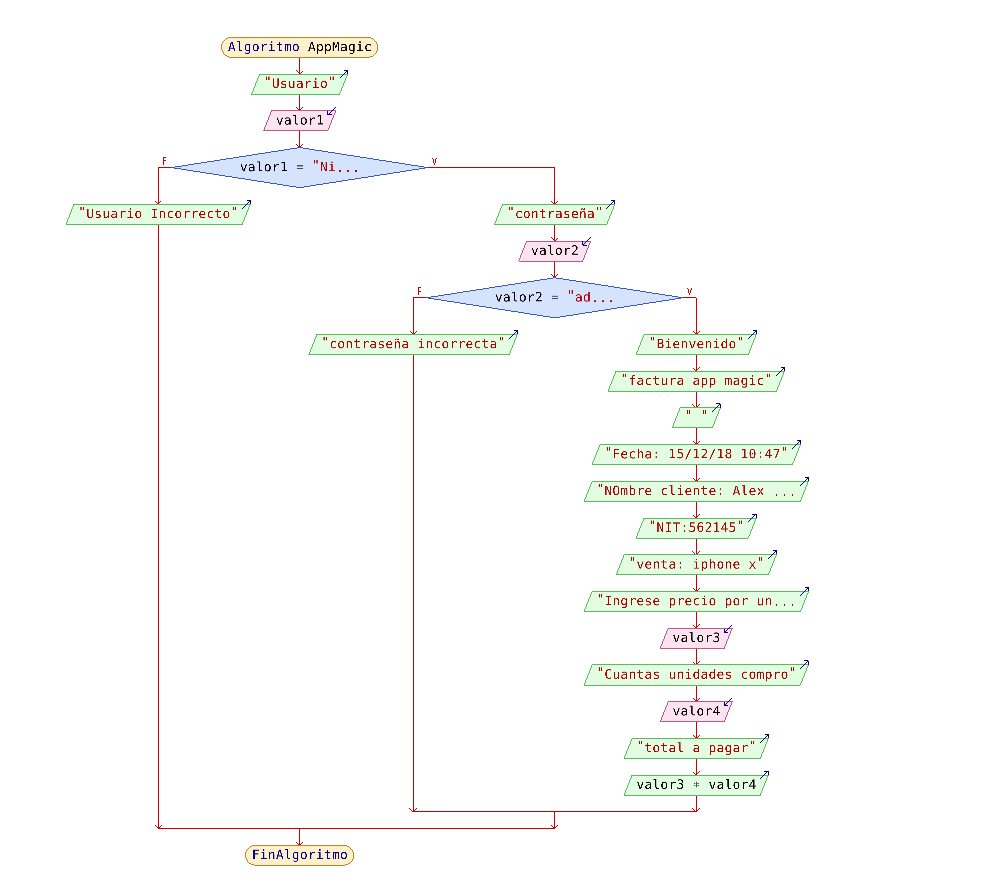 Algoritmo AppMagic
"Usuario"
valor1
F
valor1 = "Ni...
V
"Usuario Incorrecto"
"contraseña"
valor2
F
valor2 = "ad...
V
"contraseña incorrecta"
"Bienvenido"
"factura app magic"
" "
"Fecha: 15/12/18 10:47"
"NOmbre cliente: Alex ...
"NIT:562145"
"venta: iphone x"
"Ingrese precio por un...
valor3
"Cuantas unidades compro"
valor4
"total a pagar"
valor3 * valor4
FinAlgoritmo